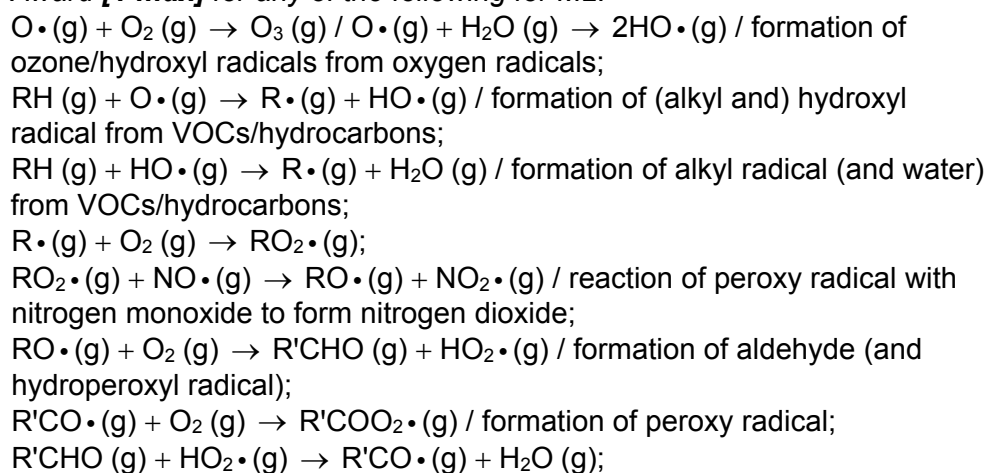 Award [1 max] for any of the following for M2:
O•(g) + O₂ (g) → O₃ (g) / O•(g) + H₂O (g) → 2HO•(g) / formation of
ozone/hydroxyl radicals from oxygen radicals;
RH (g) + O•(g) → R•(g) + HO•(g) / formation of (alkyl and) hydroxyl
radical from VOCs/hydrocarbons;
RH (g) + HO•(g) → R•(g) + H₂O (g) / formation of alkyl radical (and water)
from VOCs/hydrocarbons;
R•(g) + O₂ (g) → RO₂•(g);
RO₂•(g) + NO•(g) → RO•(g) + NO₂•(g) / reaction of peroxy radical with
nitrogen monoxide to form nitrogen dioxide;
RO•(g) + O₂ (g) → R'CHO (g) + HO₂•(g) / formation of aldehyde (and
hydroperoxyl radical);
R'CO•(g) + O₂ (g) → R'COO₂•(g) / formation of peroxy radical;
R'CHO (g) + HO₂•(g) → R'CO•(g) + H₂O (g);